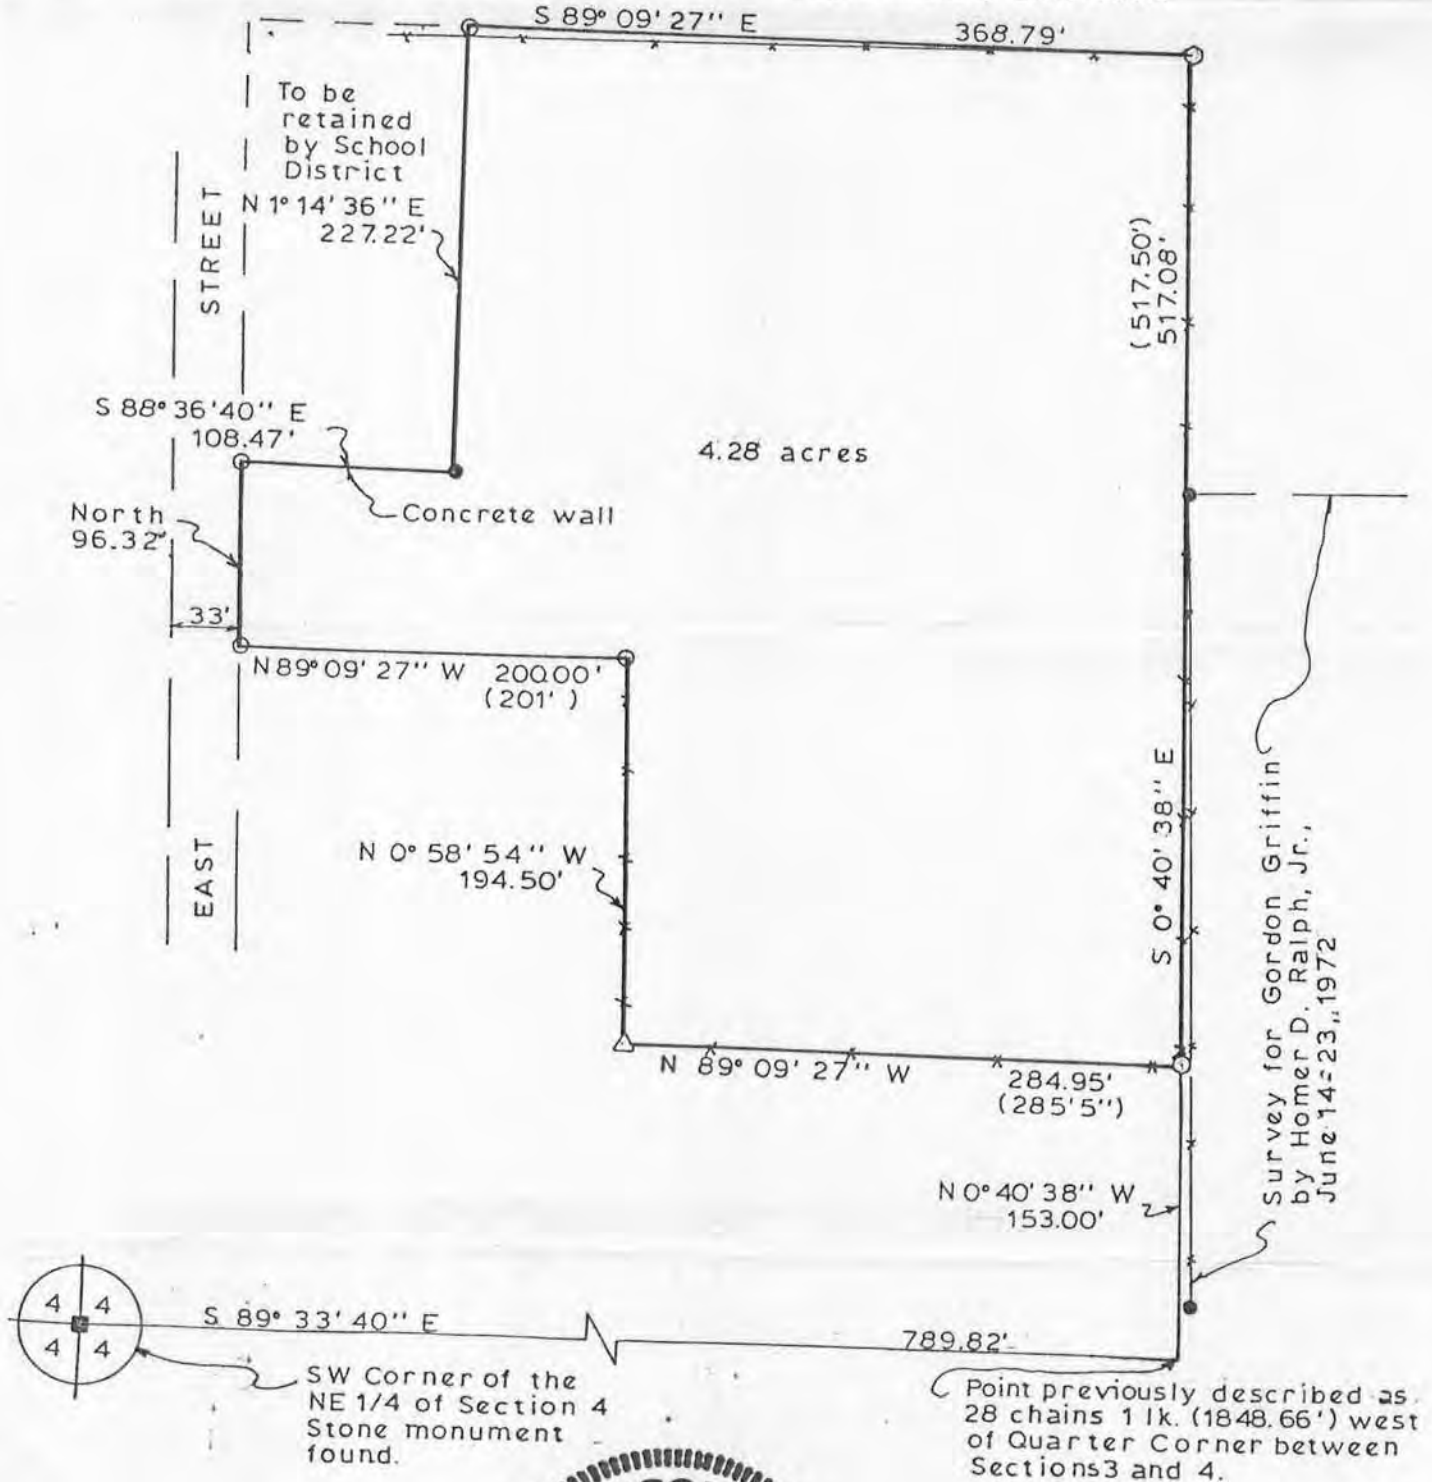 S 89° 09' 27" E
368.79'
To be
retained
by School
District
N 1° 14' 36" E
227.22'
STREET
(517.50')
517.08'
S 88° 36' 40" E
108.47'
4.28 acres
Concrete wall
North
96.32'
33'
N 89° 09' 27" W 200.00'
(201')
EAST
N 0° 58' 54" W
194.50'
S 0° 40' 38" E
Survey for Gordon Griffin
by Homer D. Ralph, Jr.,
June 14-23, 1972
N 89° 09' 27" W
284.95'
(285'5")
N 0° 40' 38" W
153.00'
4 4
4 4
S 89° 33' 40" E
789.82'
SW Corner of the
NE 1/4 of Section 4
Stone monument
found.
Point previously described as
28 chains 1 lk. (1848.66') west
of Quarter Corner between
Sections 3 and 4.